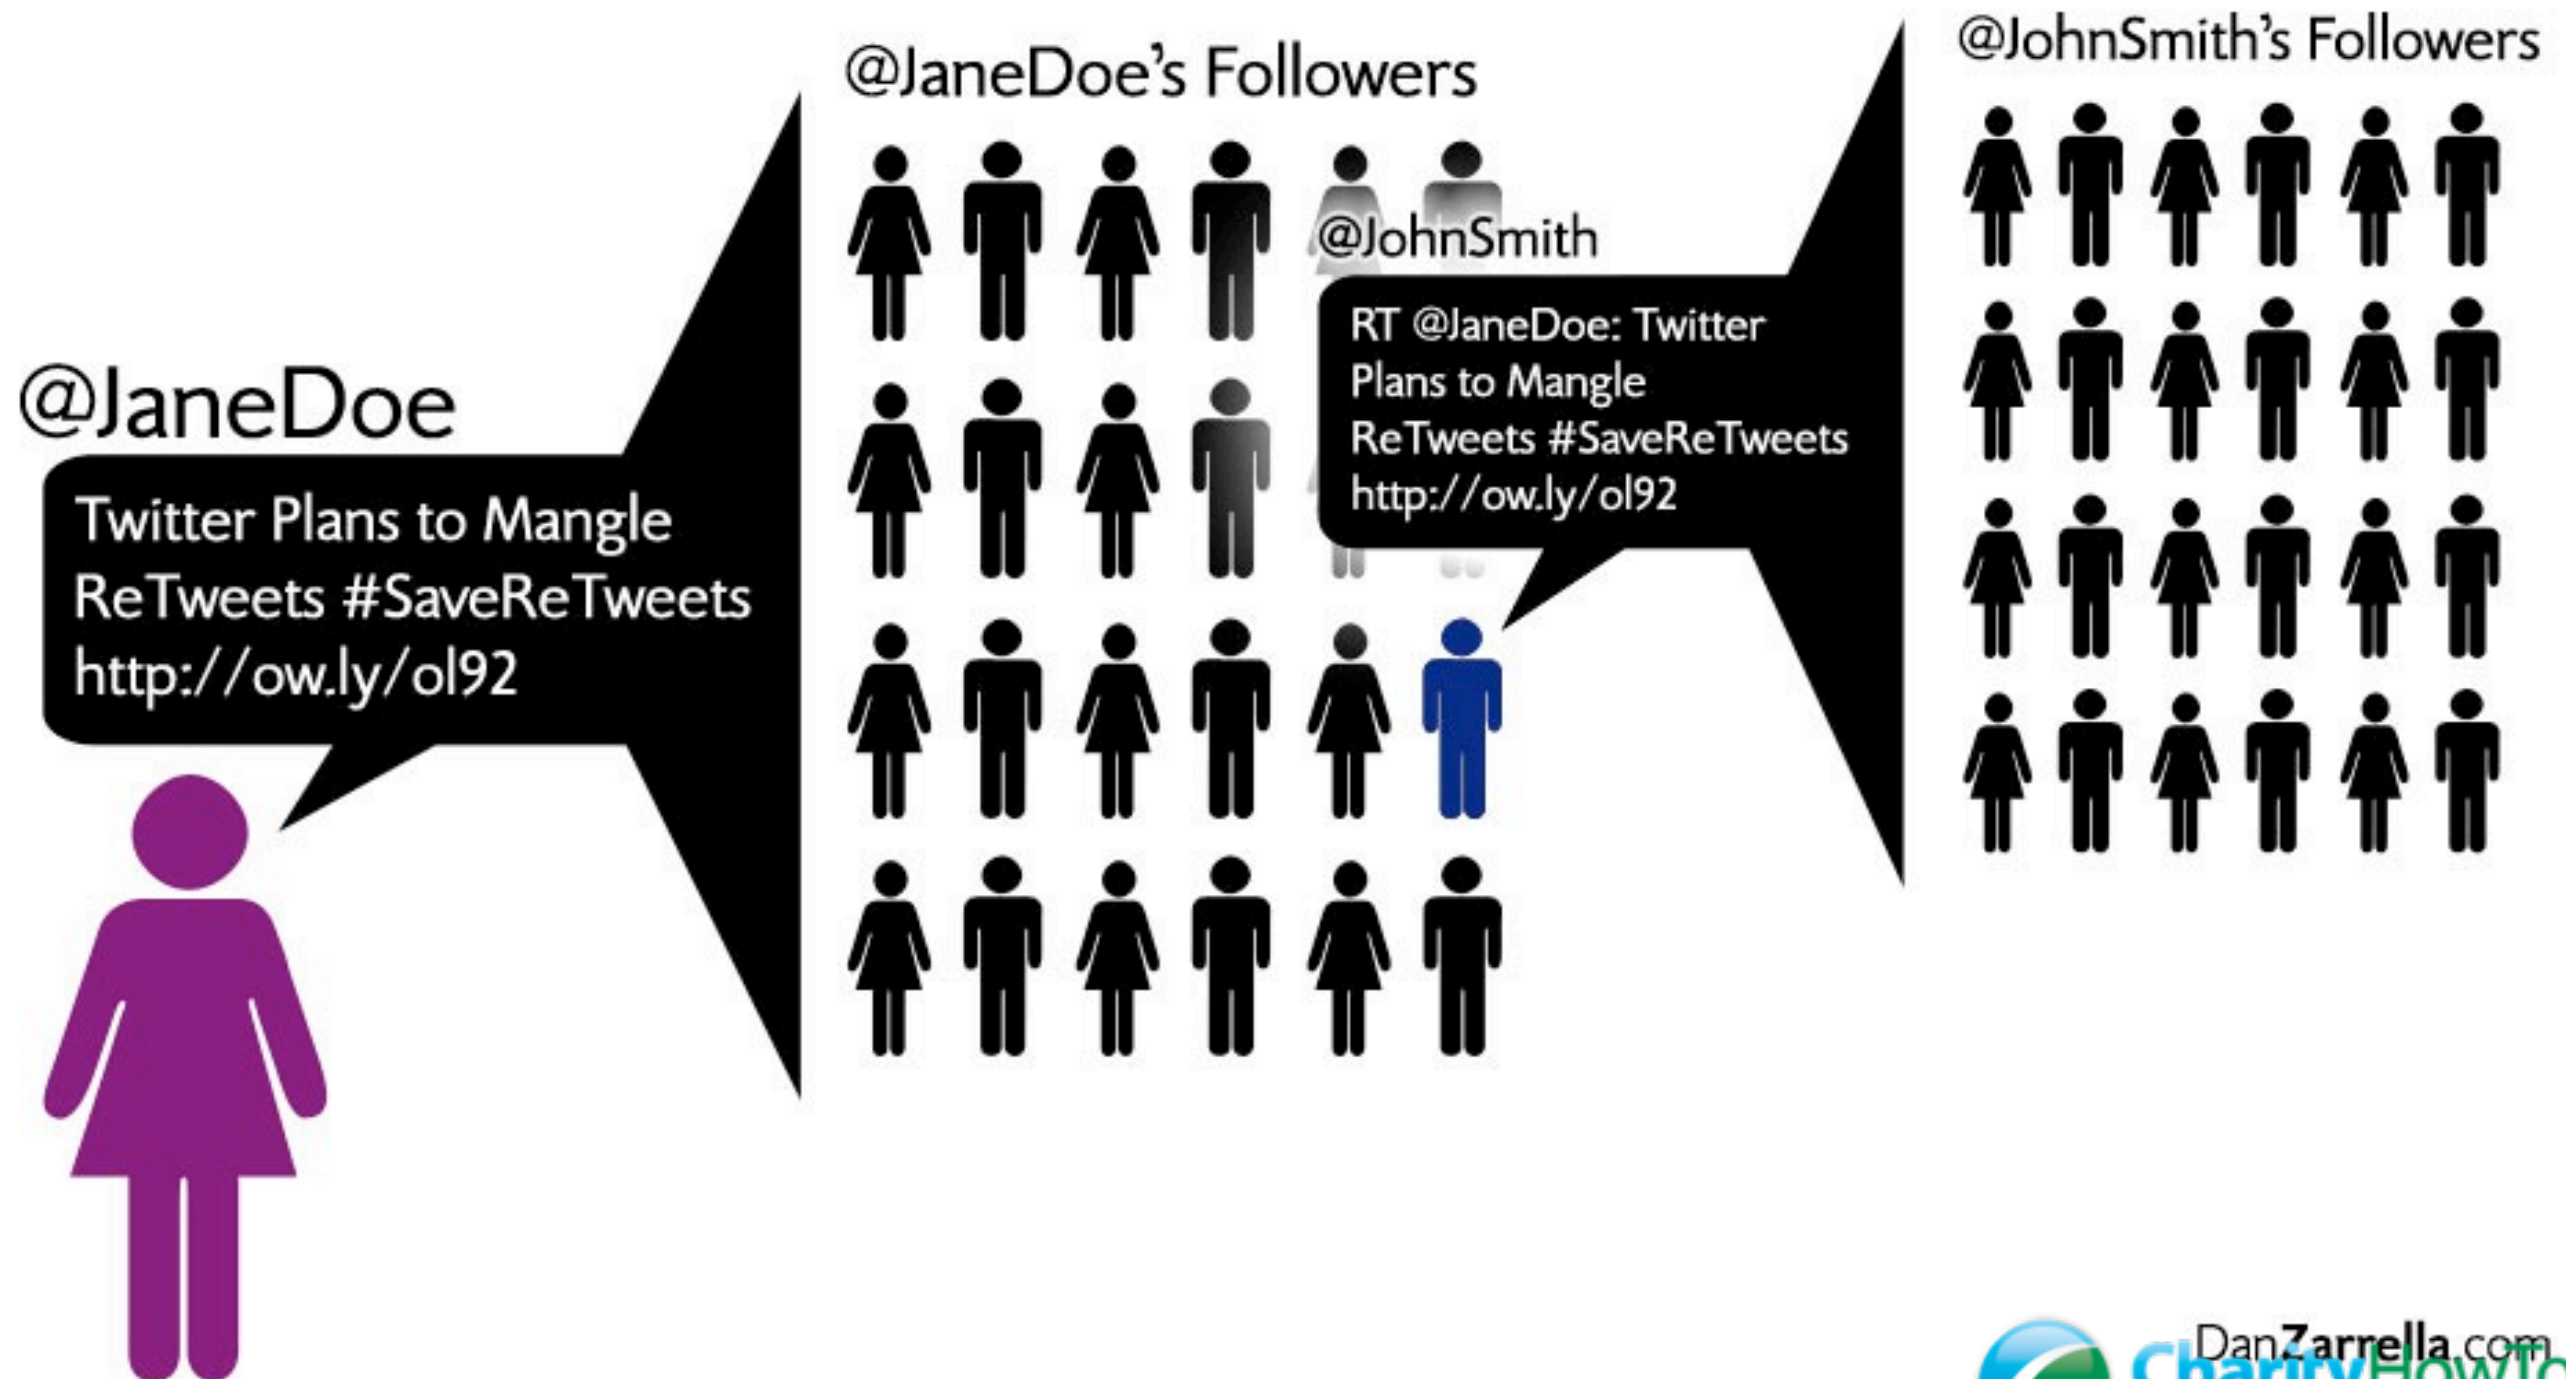 @JaneDoe
Twitter Plans to Mangle
ReTweets #SaveReTweets
http://ow.ly/ol92
@JaneDoe's Followers
@JohnSmith
RT @JaneDoe: Twitter
Plans to Mangle
ReTweets #SaveReTweets
http://ow.ly/ol92
@JohnSmith's Followers
DanZarrella.com
CharityHowTo